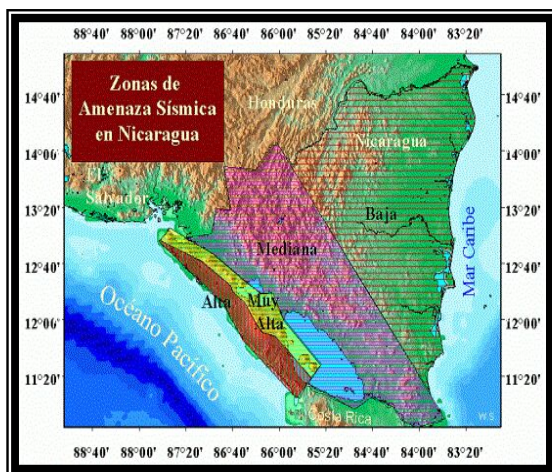 88°40' 88°00' 87°20' 86°40' 86°00' 85°20' 84°40' 84°00' 83°20'
Zonas de
Amenaza Sísmica
en Nicaragua
14°40'
14°40'
Honduras
14°06'
14°00'
Nicaragua
El
Salvador
13°20'
13°20'
Baja
Mediana
Mar Caribe
12°40'
12°40'
Alta
Muy
Alta
12°06'
12°06'
Océano Pacífico
11°20'
11°20'
Costa Rica
W.S
88°40' 88°00' 87°20' 86°40' 86°00' 85°20' 84°40' 84°00' 83°20'